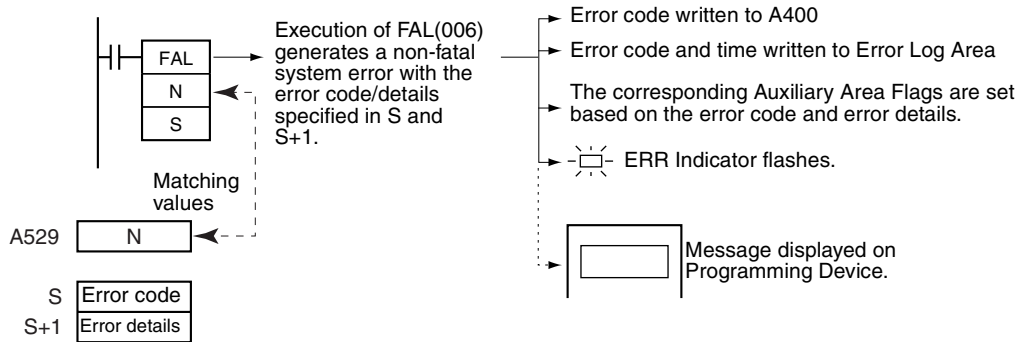 FAL
N
S
Execution of FAL(006)
generates a non-fatal
system error with the
error code/details
specified in S and
S+1.
Error code written to A400
Error code and time written to Error Log Area
The corresponding Auxiliary Area Flags are set
based on the error code and error details.
ERR Indicator flashes.
Message displayed on
Programming Device.
Matching
values
A529 N
S Error code
S+1 Error details